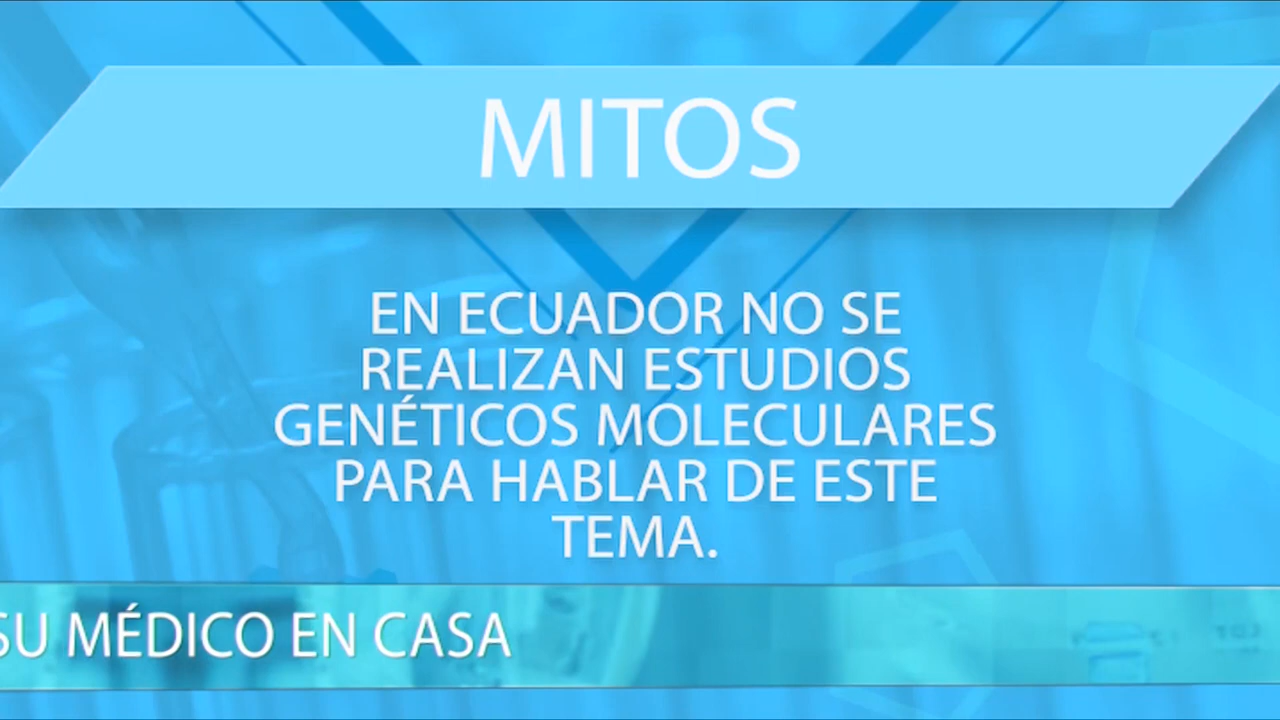 MITOS
EN ECUADOR NO SE
REALIZAN ESTUDIOS
GENÉTICOS MOLECULARES
PARA HABLAR DE ESTE
TEMA.
SU MÉDICO EN CASA